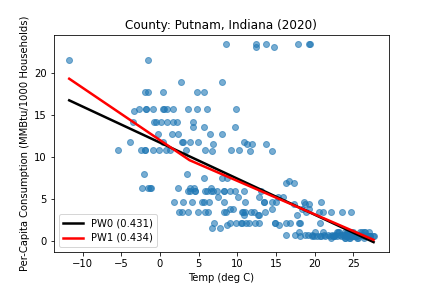 County: Putnam, Indiana (2020)
Per-Capita Consumption (MMBtu/1000 Households)
20
15
10
5
0
PW0 (0.431)
PW1 (0.434)
−10
−5
0
5
10
15
20
25
Temp (deg C)